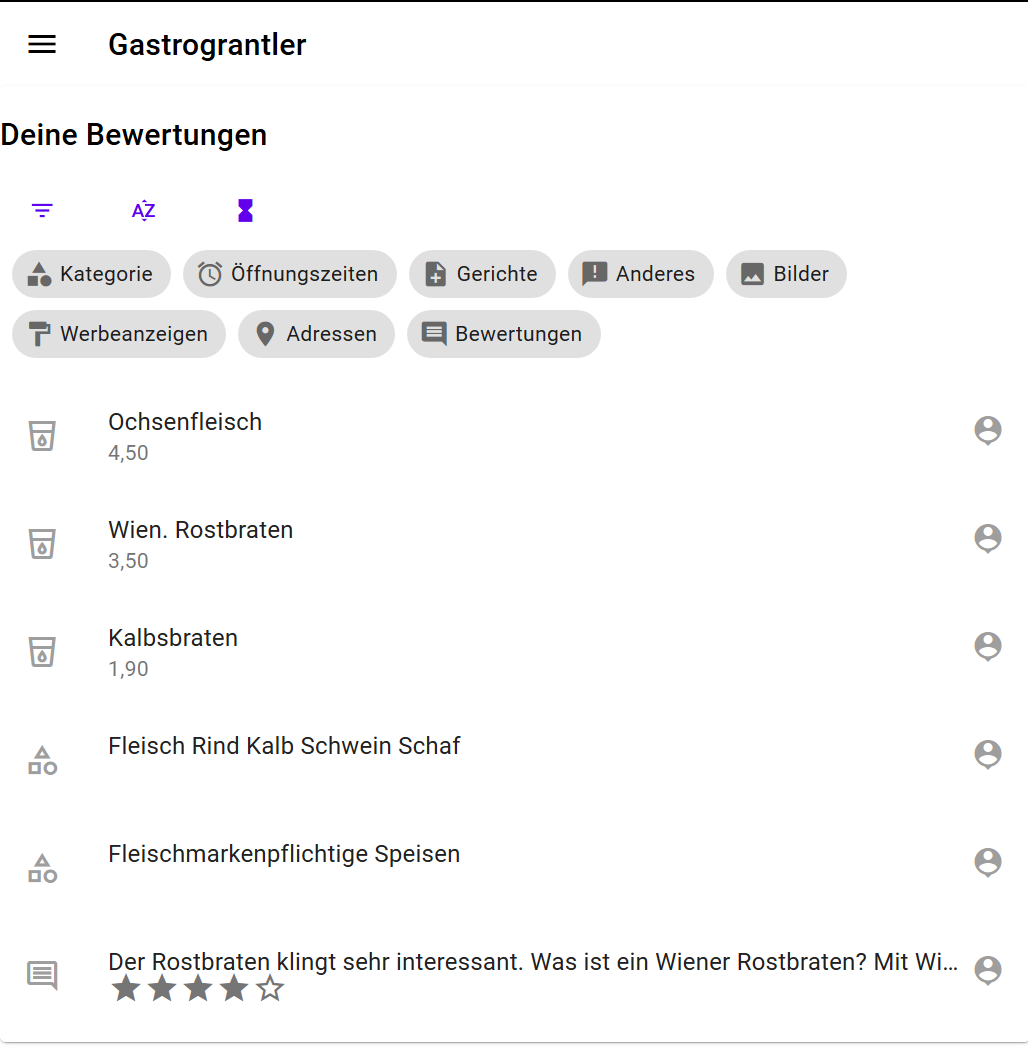 Gastrograntler
Deine Bewertungen
AZ
Kategorie Öffnungszeiten Gerichte Anderes Bilder
Werbeanzeigen Adressen Bewertungen
Ochsenfleisch
4,50
Wien. Rostbraten
3,50
Kalbsbraten
1,90
Fleisch Rind Kalb Schwein Schaf
Fleischmarkenpflichtige Speisen
Der Rostbraten klingt sehr interessant. Was ist ein Wiener Rostbraten? Mit Wi…